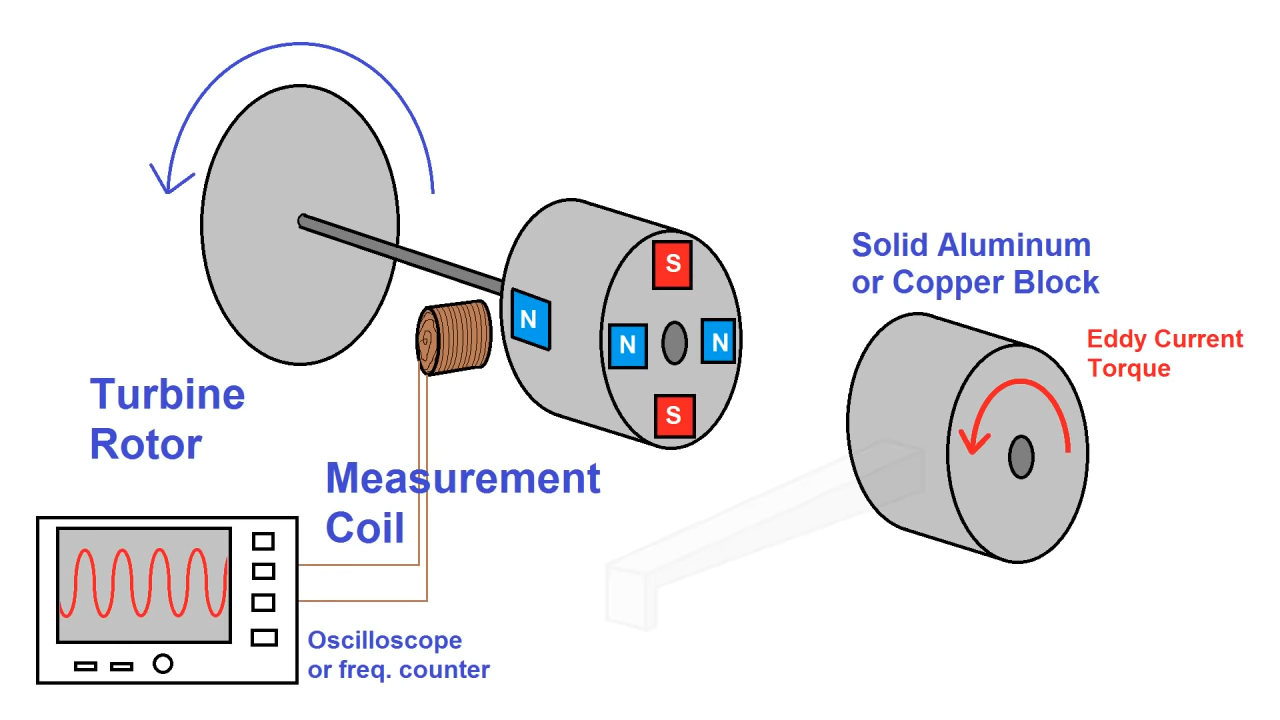 Solid Aluminum
or Copper Block
Eddy Current
Torque
S
N
N
N
S
Turbine
Rotor
Measurement
Coil
Oscilloscope
or freq. counter